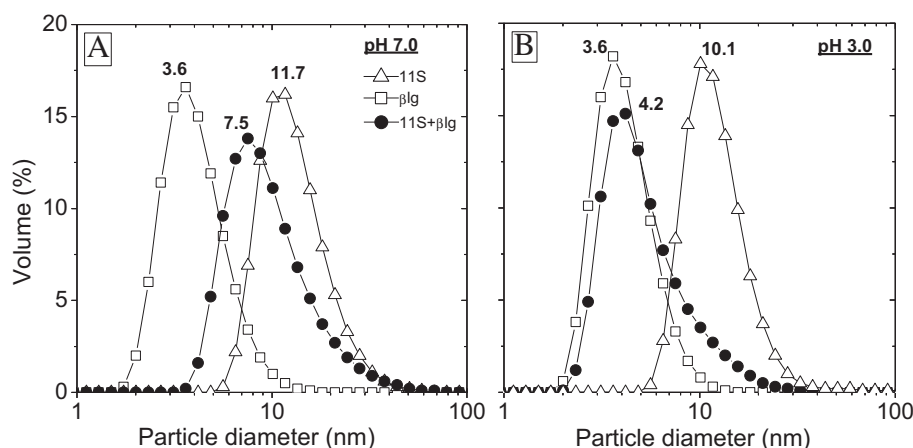 A
pH 7.0
3.6
11.7
7.5
11S
βlg
11S+βlg
20
15
10
5
0
Volume (%)
1
10
100
Particle diameter (nm)
B
pH 3.0
3.6
10.1
4.2
1
10
100
Particle diameter (nm)